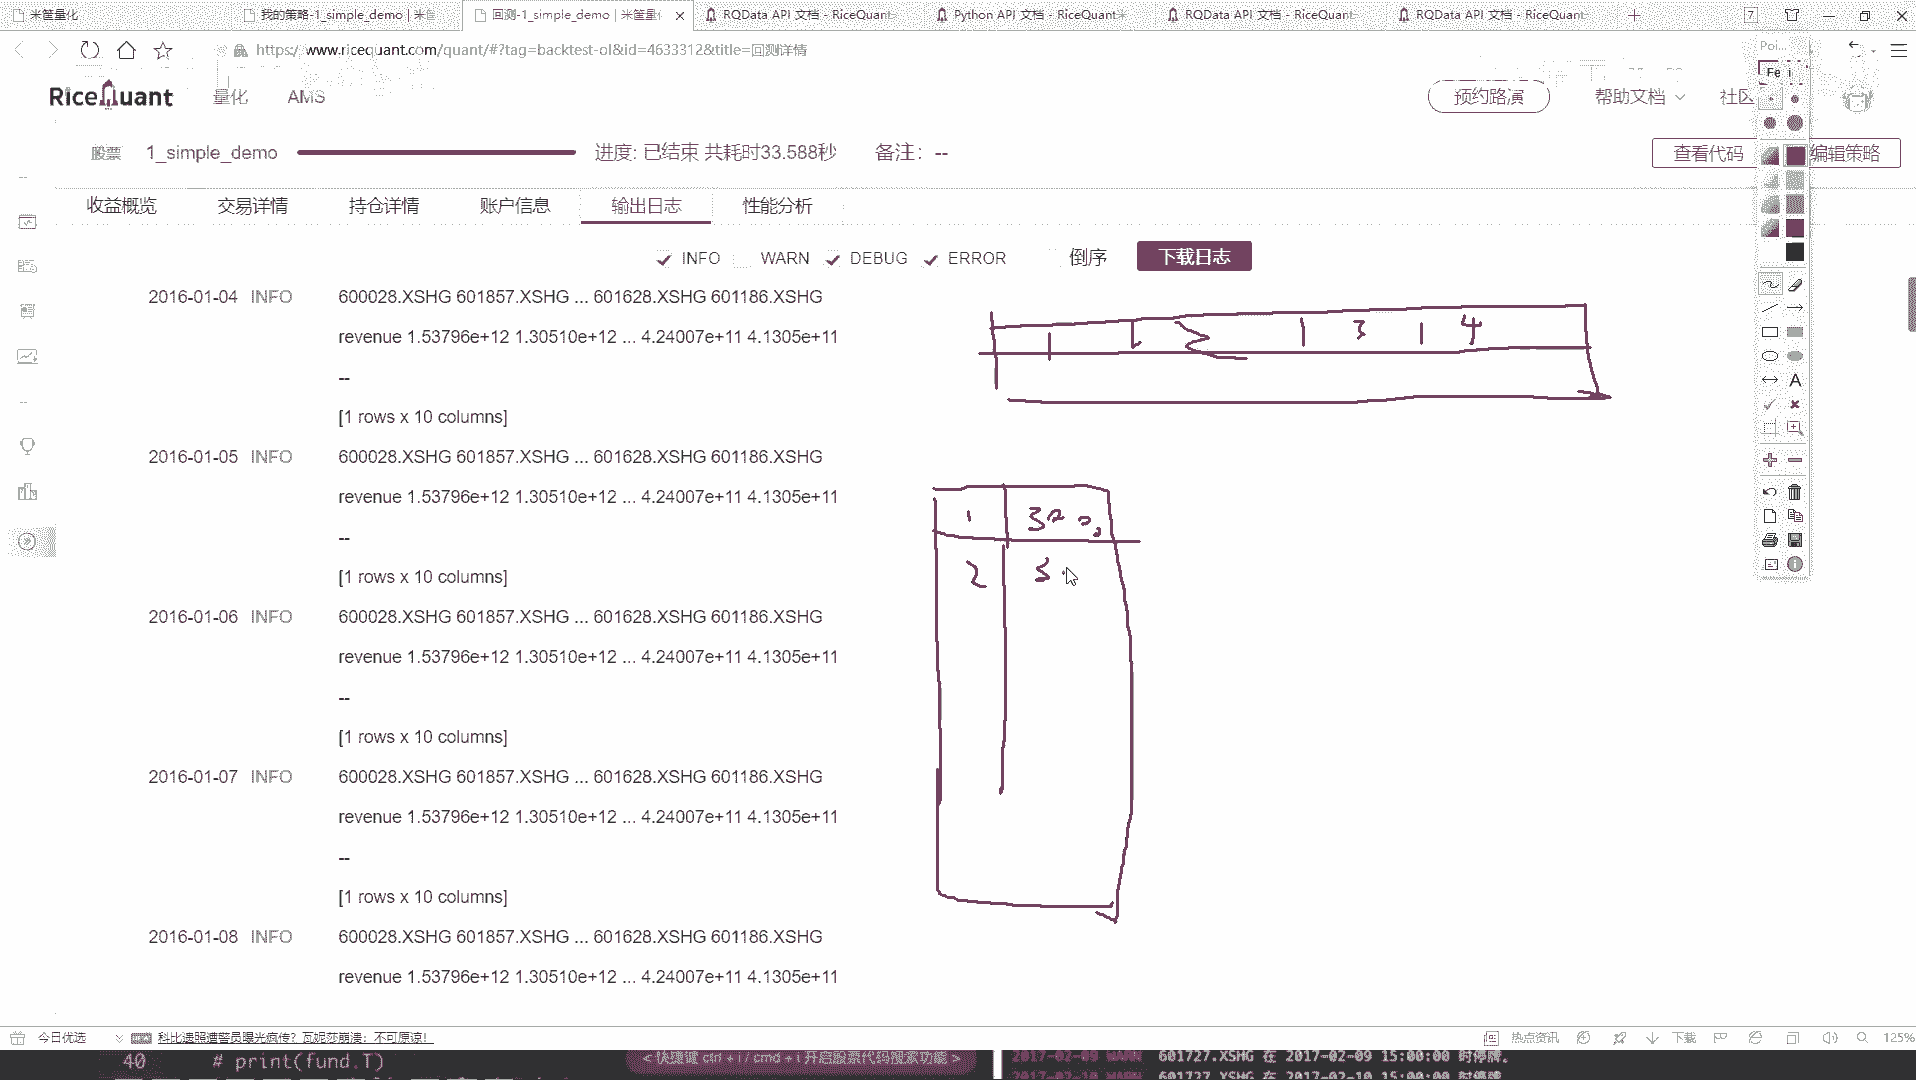 米筐量化
我的策略-1_simple_demo | 米筐
回测-1_simple_demo | 米筐量化
RQData API 文档 - RiceQuant
Python API 文档 - RiceQuant米
RQData API 文档 - RiceQuant
RQData API 文档 - RiceQuant
7
https://www.ricequant.com/quant/#?tag=backtest-ol&id=4633312&title=回测详情
RiceQuant 量化 AMS 预约路演 帮助文档 社区
股票 1_simple_demo 进度: 已结束 共耗时33.588秒 备注: -- 查看代码 编辑策略
收益概览 交易详情 持仓详情 账户信息 输出日志 性能分析
INFO WARN DEBUG ERROR 倒序 下载日志
2016-01-04 INFO 600028.XSHG 601857.XSHG ... 601628.XSHG 601186.XSHG
revenue 1.53796e+12 1.30510e+12 ... 4.24007e+11 4.1305e+11
--
[1 rows x 10 columns]
2016-01-05 INFO 600028.XSHG 601857.XSHG ... 601628.XSHG 601186.XSHG
revenue 1.53796e+12 1.30510e+12 ... 4.24007e+11 4.1305e+11
--
[1 rows x 10 columns]
2016-01-06 INFO 600028.XSHG 601857.XSHG ... 601628.XSHG 601186.XSHG
revenue 1.53796e+12 1.30510e+12 ... 4.24007e+11 4.1305e+11
--
[1 rows x 10 columns]
2016-01-07 INFO 600028.XSHG 601857.XSHG ... 601628.XSHG 601186.XSHG
revenue 1.53796e+12 1.30510e+12 ... 4.24007e+11 4.1305e+11
--
[1 rows x 10 columns]
2016-01-08 INFO 600028.XSHG 601857.XSHG ... 601628.XSHG 601186.XSHG
revenue 1.53796e+12 1.30510e+12 ... 4.24007e+11 4.1305e+11
2 3 4
1
2
Poi...
A
今日优选 科比遗照遭警员曝光疯传？瓦妮莎崩溃：不可原谅！ 热点资讯 下载 125%
40 # print(fund.T) <快捷键 ctrl + i / cmd + i 开启股票代码搜索功能> 2017-02-09 WARN 601727.XSHG 在 2017-02-09 15:00:00 时停牌。
2017-02-10 WARN 601727.XSHG 在 2017-02-10 15:00:00 时停牌。